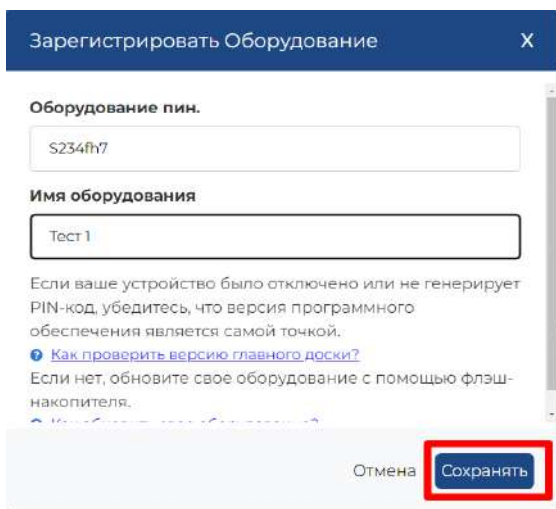 Зарегистрировать Оборудование X
Оборудование пин.
S234fh7
Имя оборудования
Тест 1
Если ваше устройство было отключено или не генерирует
PIN-код, убедитесь, что версия программного
обеспечения является самой точкой.
Как проверить версию главного доски?
Если нет, обновите свое оборудование с помощью флэш-
накопителя.
Отмена Сохранять